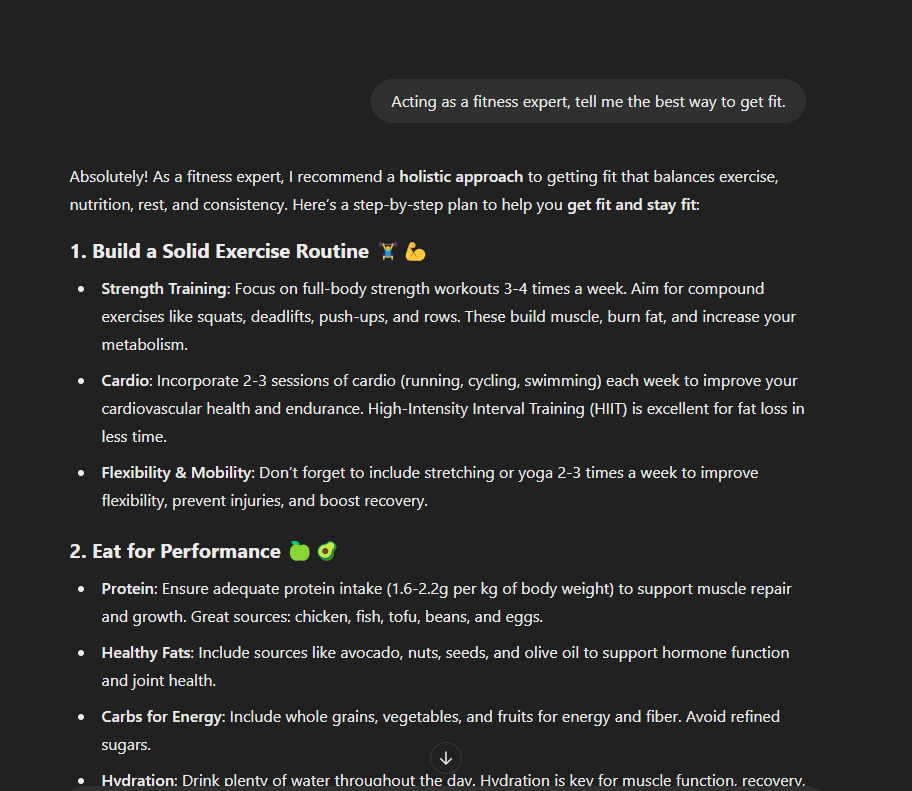 Acting as a fitness expert, tell me the best way to get fit.
Absolutely! As a fitness expert, I recommend a holistic approach to getting fit that balances exercise,
nutrition, rest, and consistency. Here’s a step-by-step plan to help you get fit and stay fit:
1. Build a Solid Exercise Routine 🏋️ 💪
• Strength Training: Focus on full-body strength workouts 3-4 times a week. Aim for compound
exercises like squats, deadlifts, push-ups, and rows. These build muscle, burn fat, and increase your
metabolism.
• Cardio: Incorporate 2-3 sessions of cardio (running, cycling, swimming) each week to improve your
cardiovascular health and endurance. High-Intensity Interval Training (HIIT) is excellent for fat loss in
less time.
• Flexibility & Mobility: Don’t forget to include stretching or yoga 2-3 times a week to improve
flexibility, prevent injuries, and boost recovery.
2. Eat for Performance 🍏 🥑
• Protein: Ensure adequate protein intake (1.6-2.2g per kg of body weight) to support muscle repair
and growth. Great sources: chicken, fish, tofu, beans, and eggs.
• Healthy Fats: Include sources like avocado, nuts, seeds, and olive oil to support hormone function
and joint health.
• Carbs for Energy: Include whole grains, vegetables, and fruits for energy and fiber. Avoid refined
sugars.
• Hydration: Drink plenty of water throughout the day. Hydration is key for muscle function, recovery,